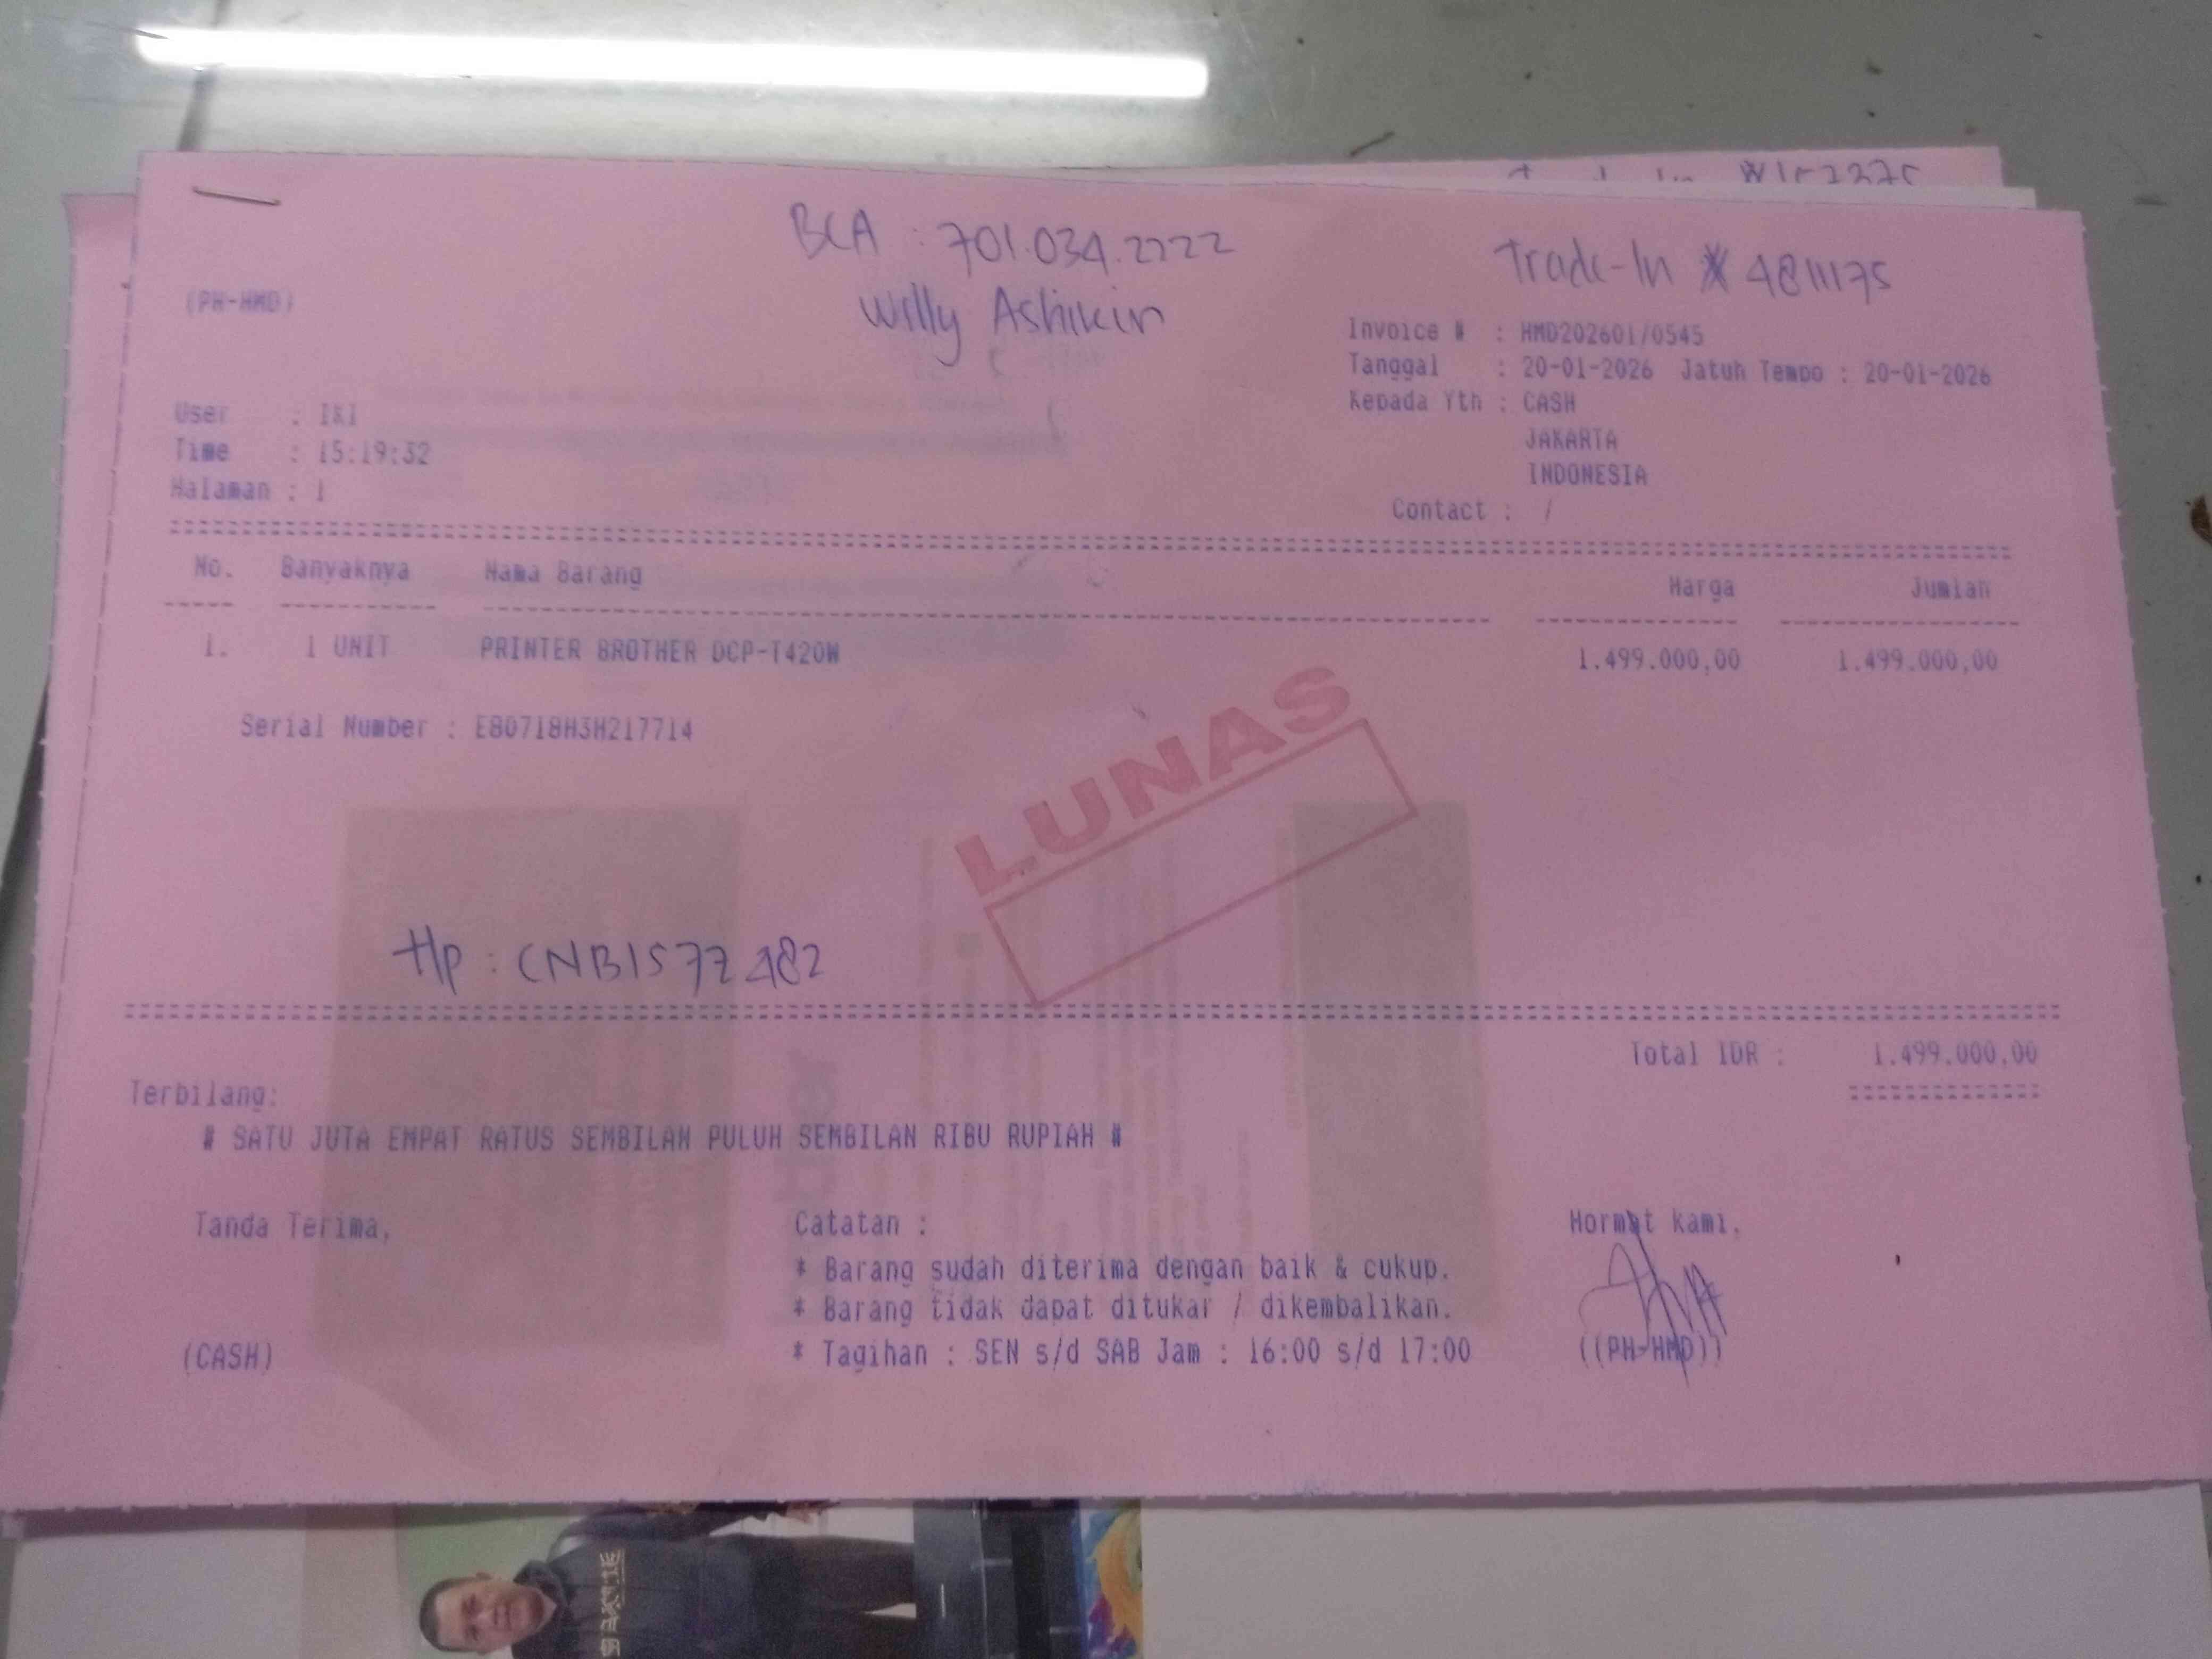 BCA : 701.034.2222
Willy Ashikin
Trade-In * 4811175
(PH-HMD)
Invoice # : HMD202601/0545
Tanggal : 20-01-2026 Jatuh Tempo : 20-01-2026
Kepada Yth : CASH
JAKARTA
INDONESIA
Contact : /
User : IKI
Time : 15:19:32
Halaman : 1
No. Banyaknya Nama Barang Harga Jumlah
1. 1 UNIT PRINTER BROTHER DCP-T420W 1.499.000,00 1.499.000,00
Serial Number : E80718H3H217714
LUNAS
Hp : CNB1S77482
Total IDR : 1.499.000,00
Terbilang:
# SATU JUTA EMPAT RATUS SEMBILAN PULUH SEMBILAN RIBU RUPIAH #
Tanda Terima,
(CASH)
Catatan :
* Barang sudah diterima dengan baik & cukup.
* Barang tidak dapat ditukar / dikembalikan.
* Tagihan : SEN s/d SAB Jam : 16:00 s/d 17:00
Hormat kami,
((PH-HMD))